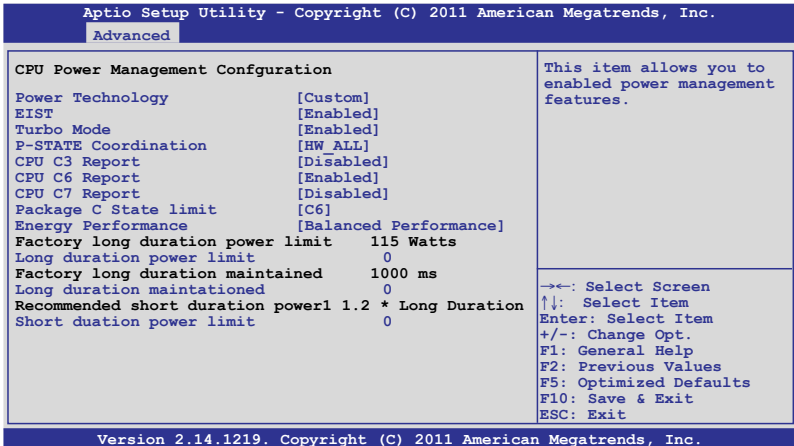 Aptio Setup Utility - Copyright (C) 2011 American Megatrends, Inc.
Advanced
CPU Power Management Confguration
Power Technology [Custom]
EIST [Enabled]
Turbo Mode [Enabled]
P-STATE Coordination [HW_ALL]
CPU C3 Report [Disabled]
CPU C6 Report [Enabled]
CPU C7 Report [Disabled]
Package C State limit [C6]
Energy Performance [Balanced Performance]
Factory long duration power limit 115 Watts
Long duration power limit 0
Factory long duration maintained 1000 ms
Long duration maintationed 0
Recommended short duration power1 1.2 * Long Duration
Short duation power limit 0
This item allows you to
enabled power management
features.
→←: Select Screen
↑↓: Select Item
Enter: Select Item
+/-: Change Opt.
F1: General Help
F2: Previous Values
F5: Optimized Defaults
F10: Save & Exit
ESC: Exit
Version 2.14.1219. Copyright (C) 2011 American Megatrends, Inc.